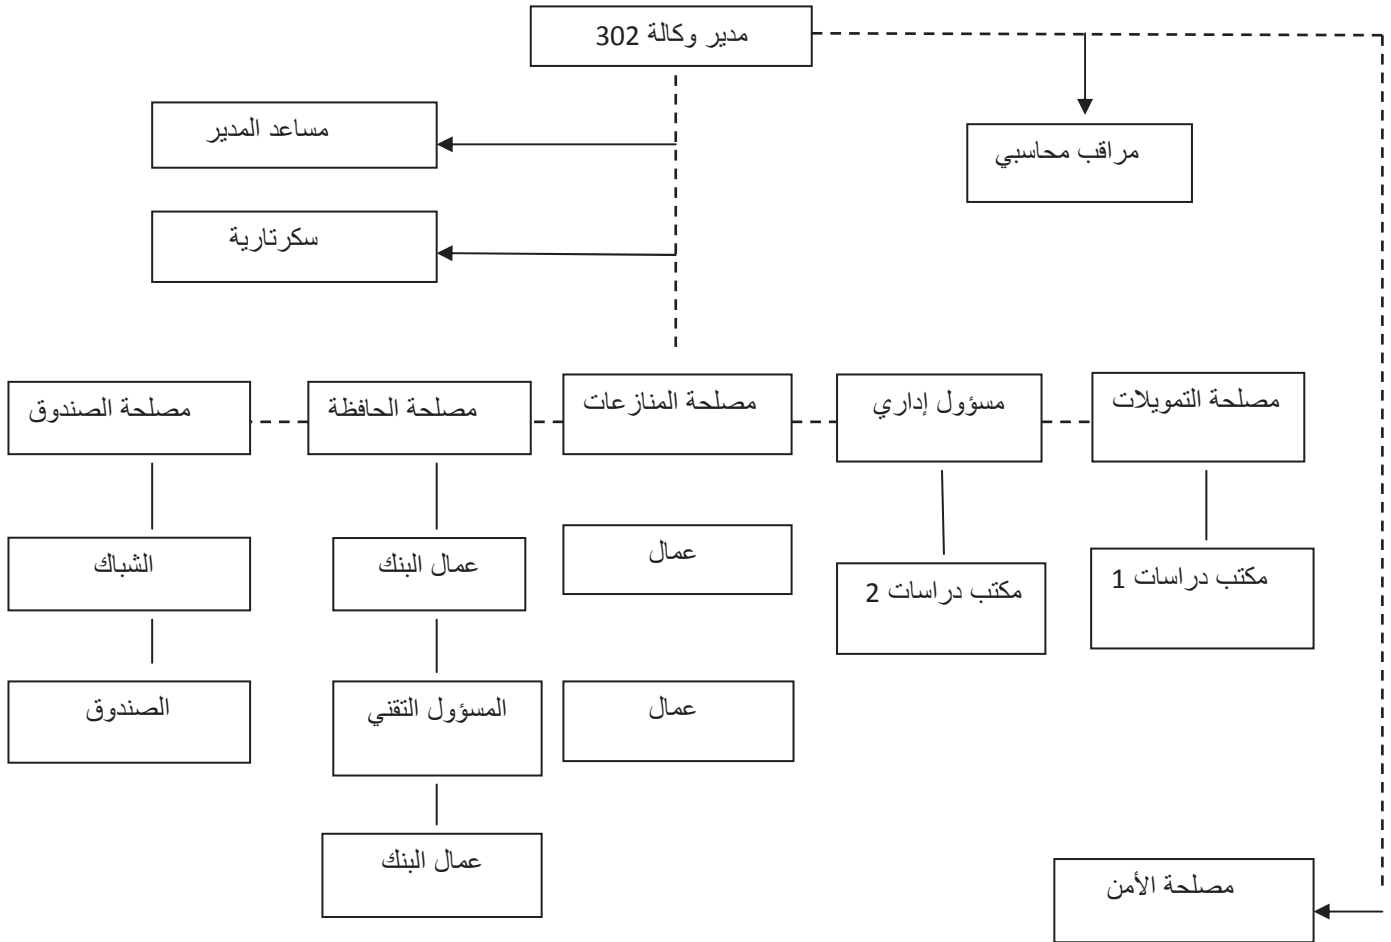 مدير وكالة 302
مساعد المدير
مراقب محاسبي
سكرتارية
مصلحة التمويلات
مسؤول إداري
مصلحة المنازعات
مصلحة الحافظة
مصلحة الصندوق
مكتب دراسات 1
مكتب دراسات 2
عمال
عمال البنك
الشباك
عمال
المسؤول التقني
الصندوق
عمال البنك
مصلحة الأمن